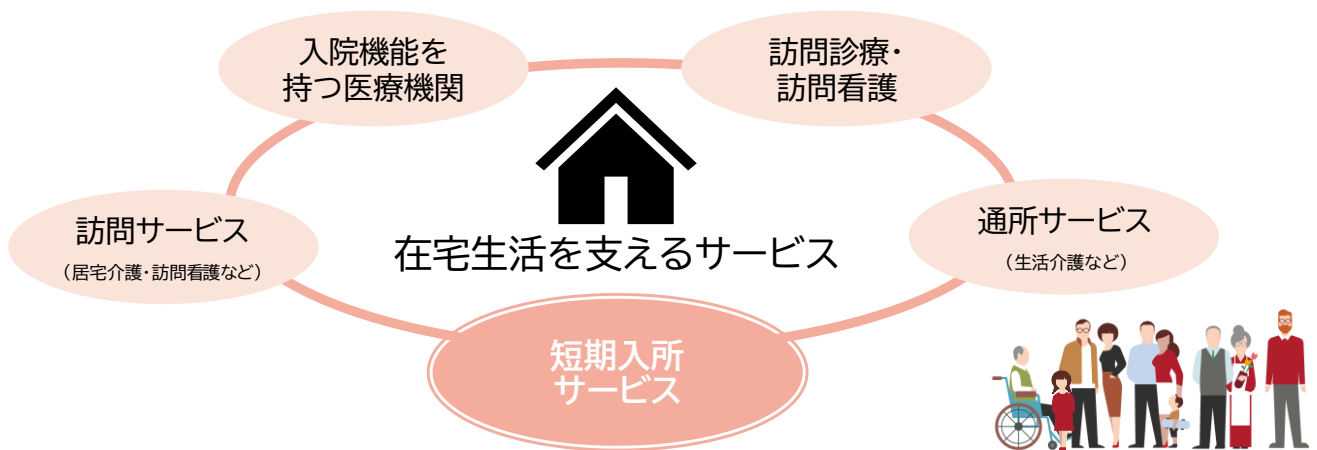 入院機能を
持つ医療機関
訪問診療・
訪問看護
訪問サービス
（居宅介護・訪問看護など）
在宅生活を支えるサービス
通所サービス
（生活介護など）
短期入所
サービス